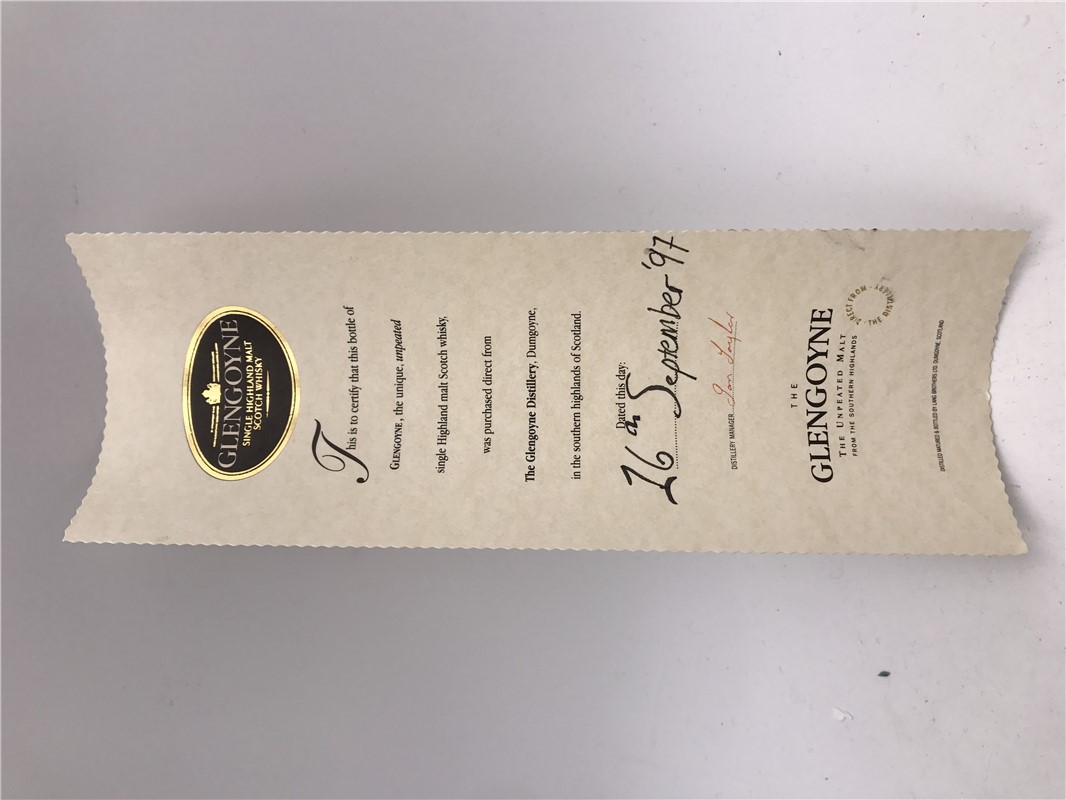 GLENGOYNE
SINGLE HIGHLAND MALT
SCOTCH WHISKY
This is to certify that this bottle of
GLENGOYNE, the unique, unpeated
single Highland malt Scotch whisky,
was purchased direct from
The Glengoyne Distillery, Dumgoyne,
in the southern highlands of Scotland.
Dated this day:
26th September '97
DISTILLERY MANAGER Ian Taylor
THE
GLENGOYNE
THE UNPEATED MALT
FROM THE SOUTHERN HIGHLANDS
DIRECT FROM · THE DISTILLERY ·
DISTILLED MATURED & BOTTLED BY LANG BROTHERS LTD. DUMGOYNE, SCOTLAND